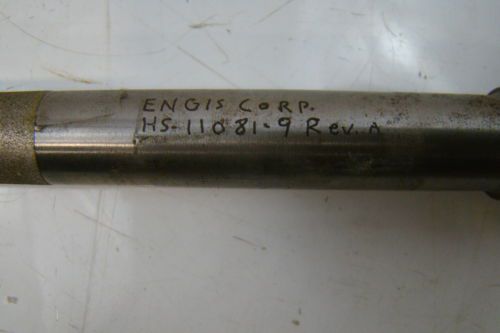 ENGIS CORP.
HS-11081-9 Rev. A